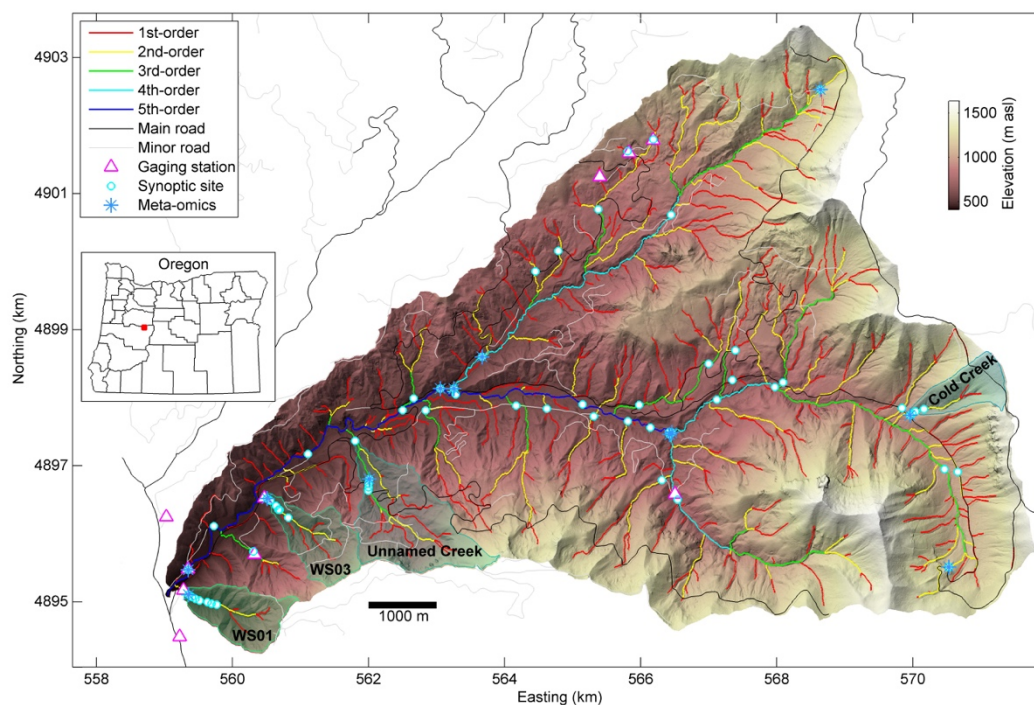 1st-order
2nd-order
3rd-order
4th-order
5th-order
Main road
Minor road
Gaging station
Synoptic site
Meta-omics
Oregon
1500
1000
500
Elevation (m asl)
Cold Creek
Unnamed Creek
WS03
WS01
1000 m
4903
4901
4899
4897
4895
Northing (km)
558
560
562
564
566
568
570
Easting (km)